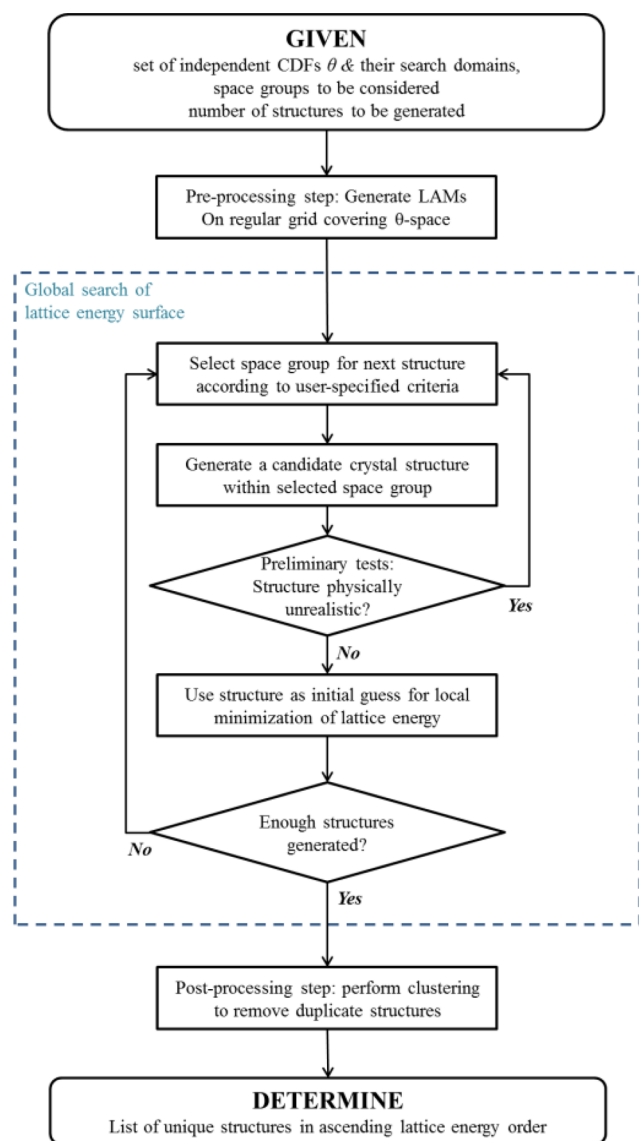 GIVEN
set of independent CDFs θ & their search domains,
space groups to be considered
number of structures to be generated
Pre-processing step: Generate LAMs
On regular grid covering θ-space
Global search of
lattice energy surface
Select space group for next structure
according to user-specified criteria
Generate a candidate crystal structure
within selected space group
Preliminary tests:
Structure physically
unrealistic?
Yes
No
Use structure as initial guess for local
minimization of lattice energy
Enough structures
generated?
No
Yes
Post-processing step: perform clustering
to remove duplicate structures
DETERMINE
List of unique structures in ascending lattice energy order